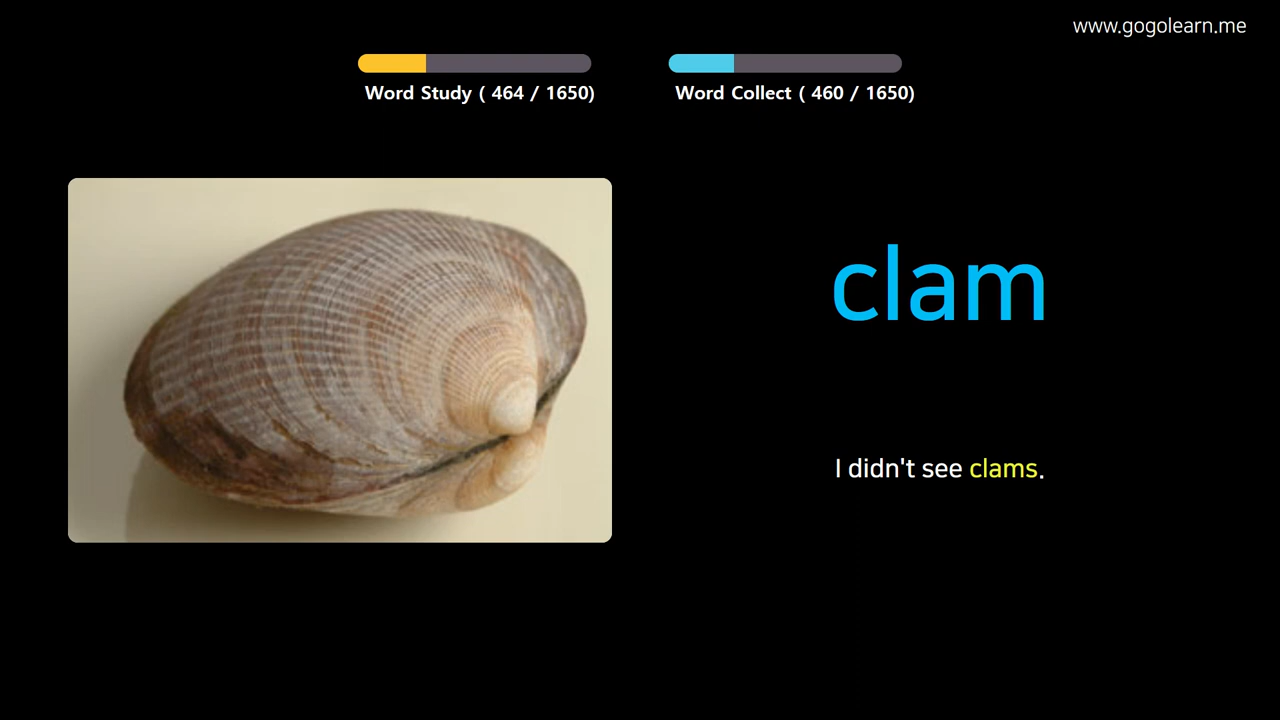 www.gogolearn.me
Word Study ( 464 / 1650)
Word Collect ( 460 / 1650)
clam
I didn't see clams.